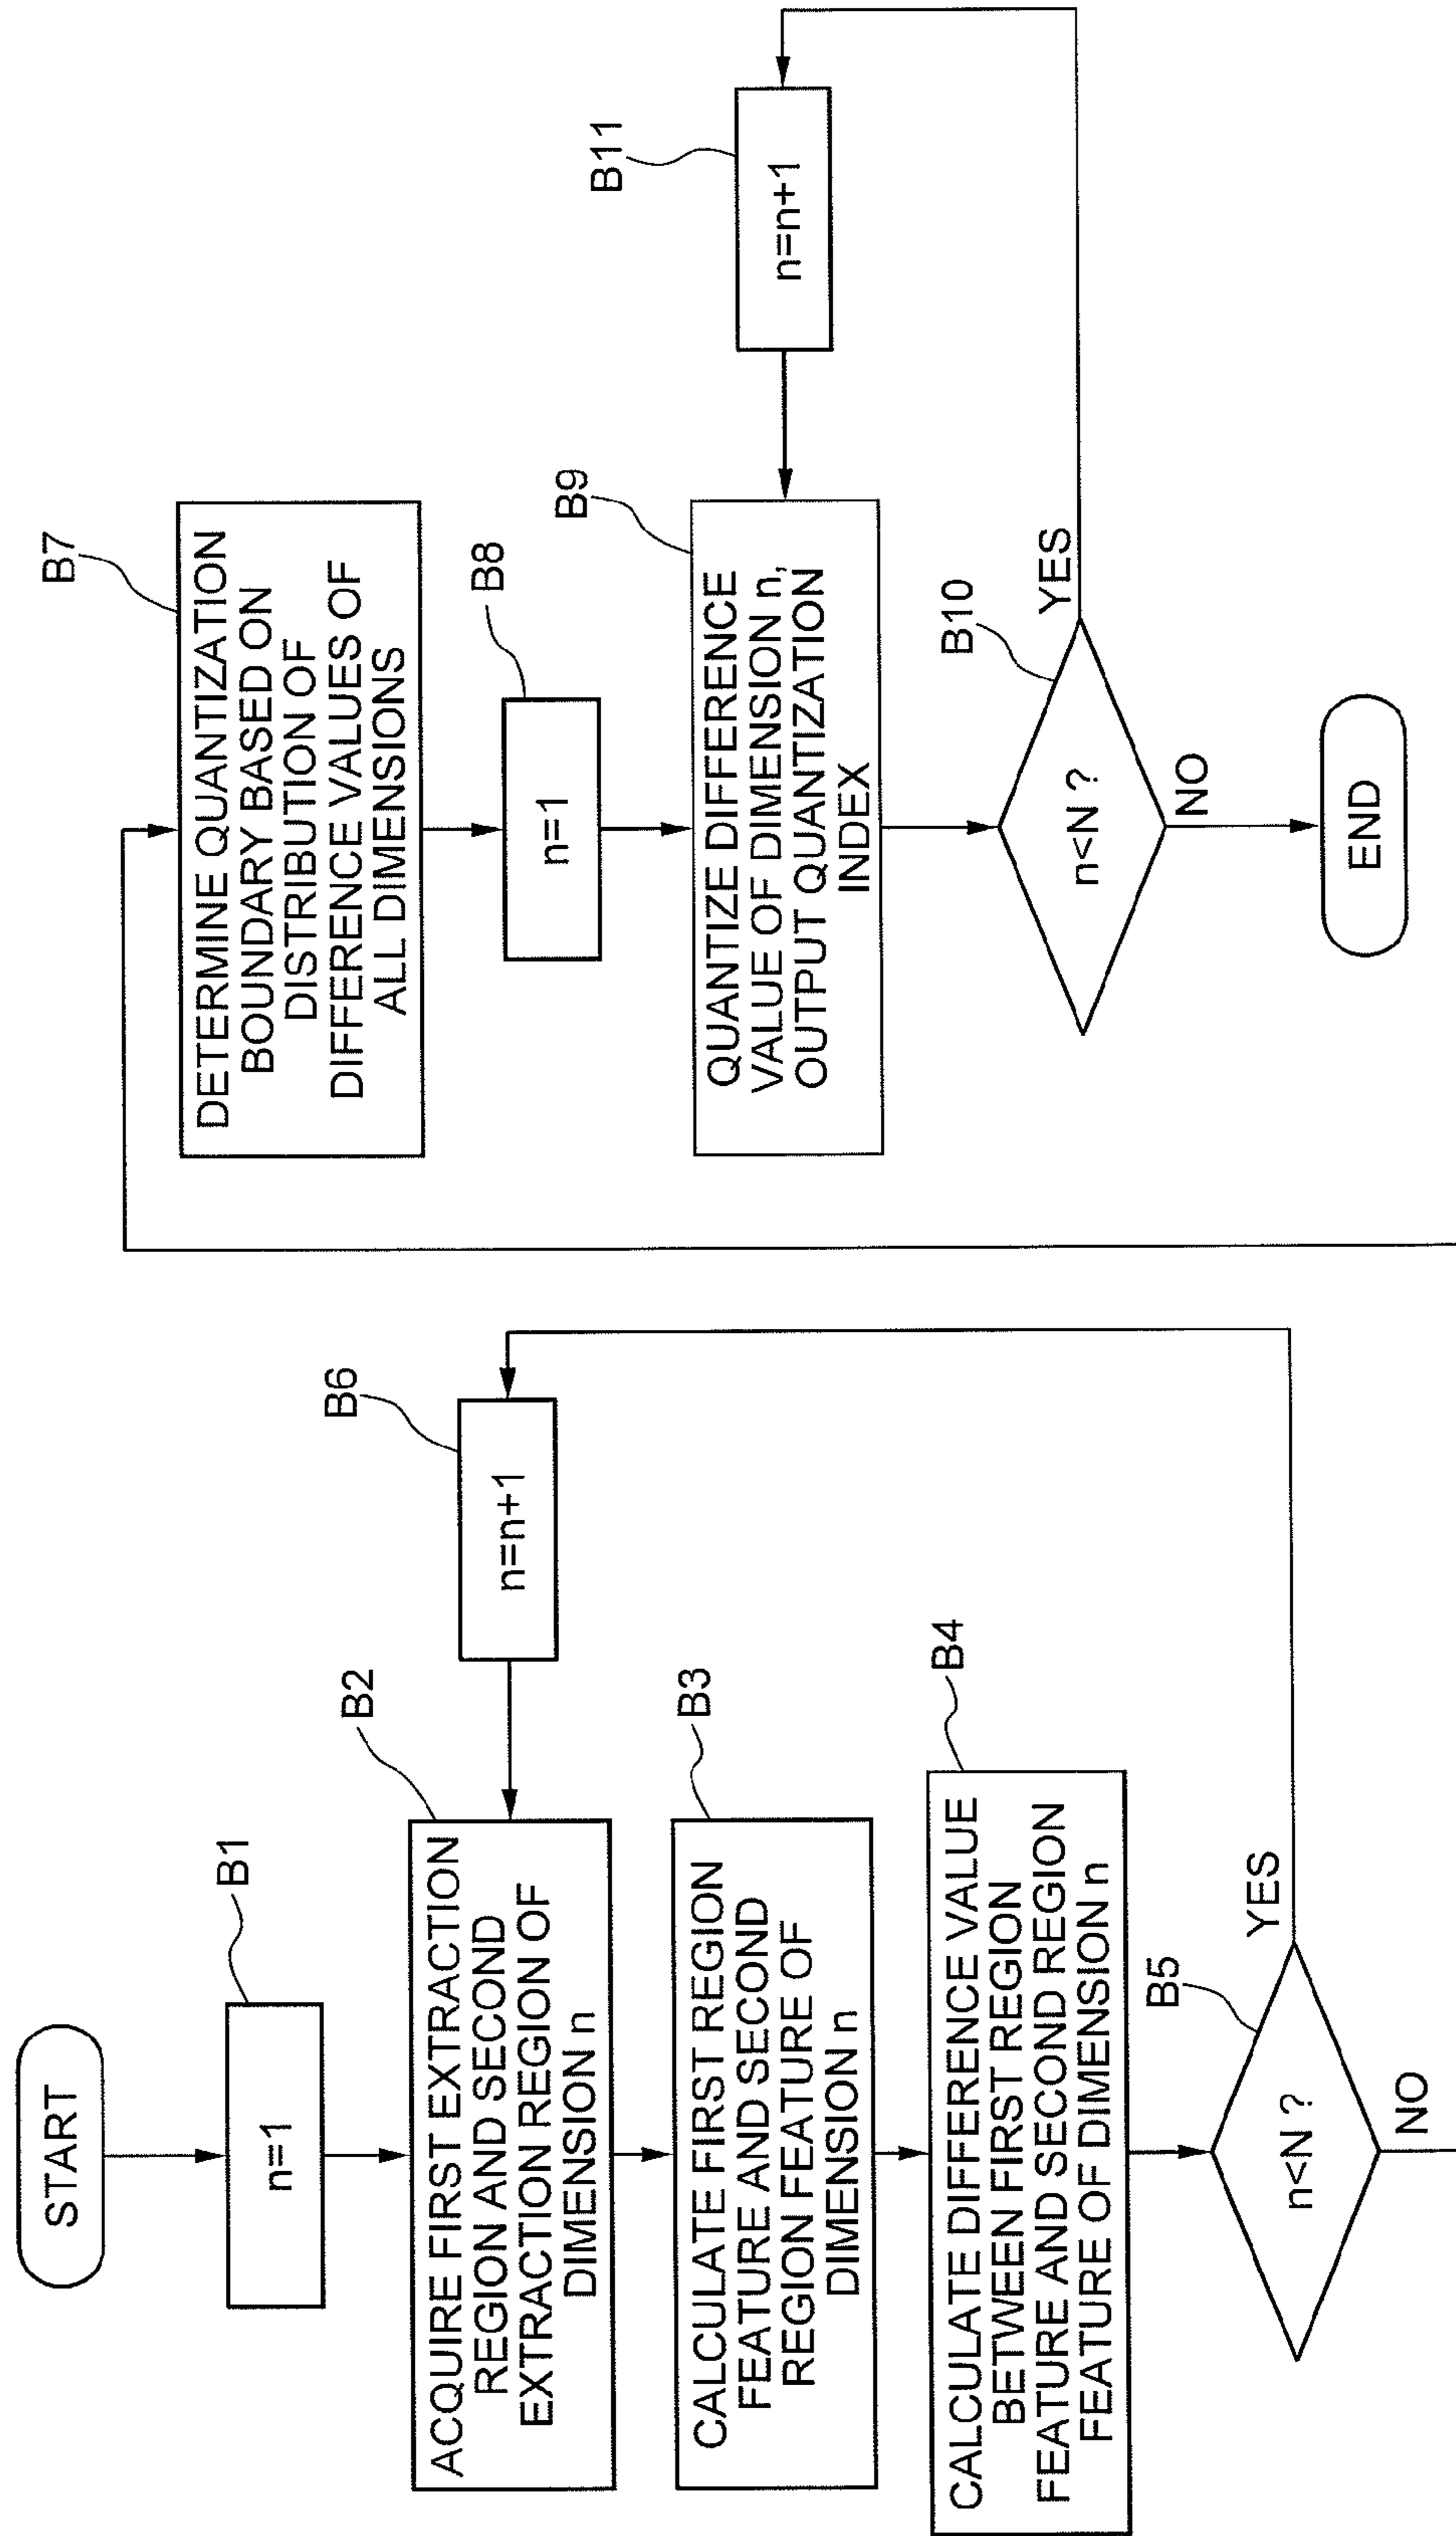 START
B1
n=1
B2
ACQUIRE FIRST EXTRACTION
REGION AND SECOND
EXTRACTION REGION OF
DIMENSION n
B6
n=n+1
B3
CALCULATE FIRST REGION
FEATURE AND SECOND
REGION FEATURE OF
DIMENSION n
B4
CALCULATE DIFFERENCE VALUE
BETWEEN FIRST REGION
FEATURE AND SECOND REGION
FEATURE OF DIMENSION n
B5
n<N ?
YES
NO
B7
DETERMINE QUANTIZATION
BOUNDARY BASED ON
DISTRIBUTION OF
DIFFERENCE VALUES OF
ALL DIMENSIONS
B8
n=1
B9
QUANTIZE DIFFERENCE
VALUE OF DIMENSION n,
OUTPUT QUANTIZATION
INDEX
B11
n=n+1
B10
n<N ?
YES
NO
END